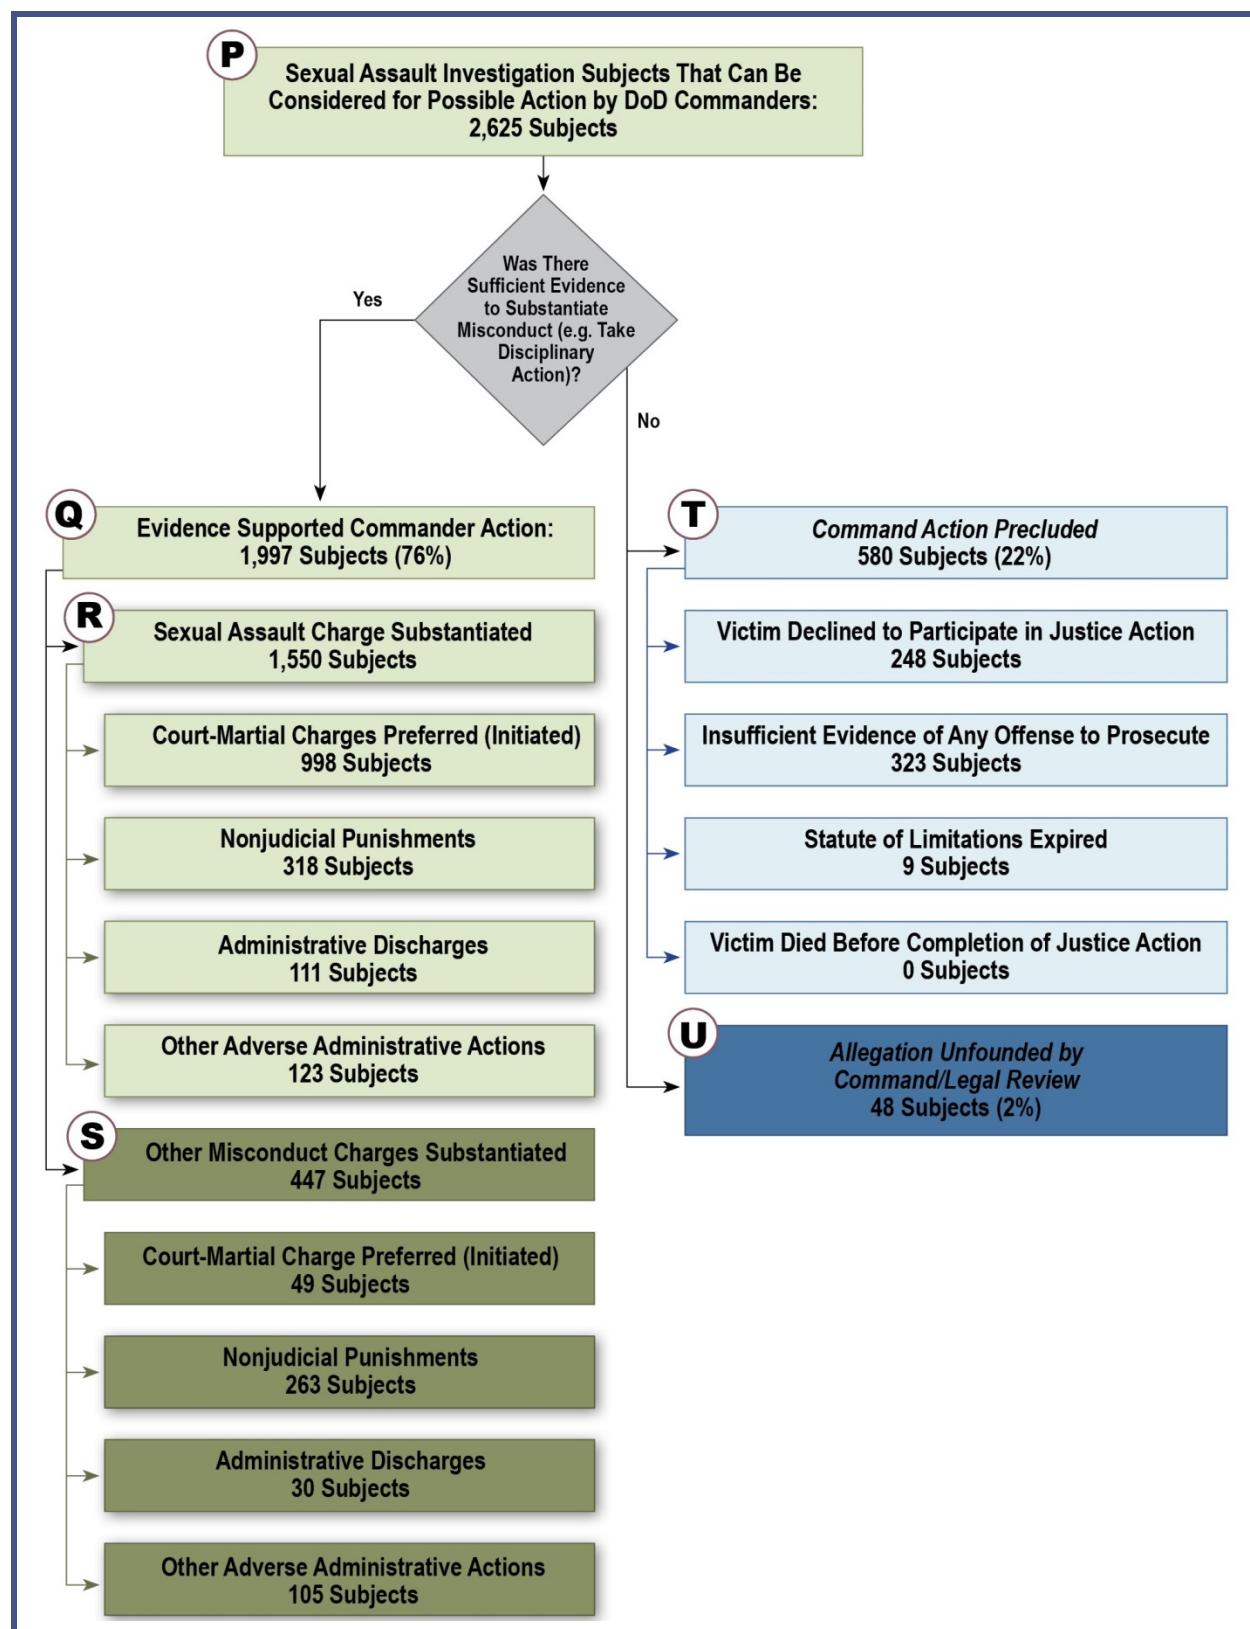 P
Sexual Assault Investigation Subjects That Can Be
Considered for Possible Action by DoD Commanders:
2,625 Subjects
Was There
Sufficient Evidence
to Substantiate
Misconduct (e.g. Take
Disciplinary
Action)?
Yes
No
Q
Evidence Supported Commander Action:
1,997 Subjects (76%)
R
Sexual Assault Charge Substantiated
1,550 Subjects
Court-Martial Charges Preferred (Initiated)
998 Subjects
Nonjudicial Punishments
318 Subjects
Administrative Discharges
111 Subjects
Other Adverse Administrative Actions
123 Subjects
S
Other Misconduct Charges Substantiated
447 Subjects
Court-Martial Charge Preferred (Initiated)
49 Subjects
Nonjudicial Punishments
263 Subjects
Administrative Discharges
30 Subjects
Other Adverse Administrative Actions
105 Subjects
T
Command Action Precluded
580 Subjects (22%)
Victim Declined to Participate in Justice Action
248 Subjects
Insufficient Evidence of Any Offense to Prosecute
323 Subjects
Statute of Limitations Expired
9 Subjects
Victim Died Before Completion of Justice Action
0 Subjects
U
Allegation Unfounded by
Command/Legal Review
48 Subjects (2%)